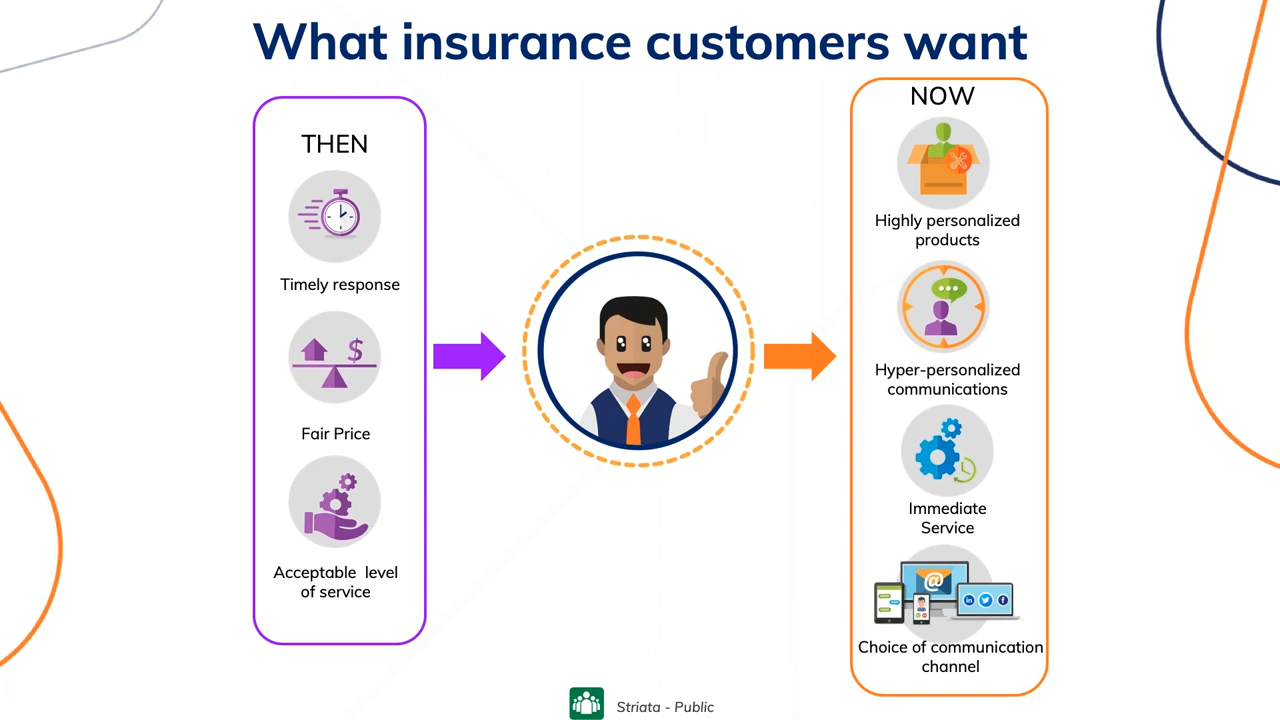 What insurance customers want
THEN
Timely response
Fair Price
Acceptable level
of service
NOW
Highly personalized
products
Hyper-personalized
communications
Immediate
Service
@
in
f
Choice of communication
channel
$
Striata - Public